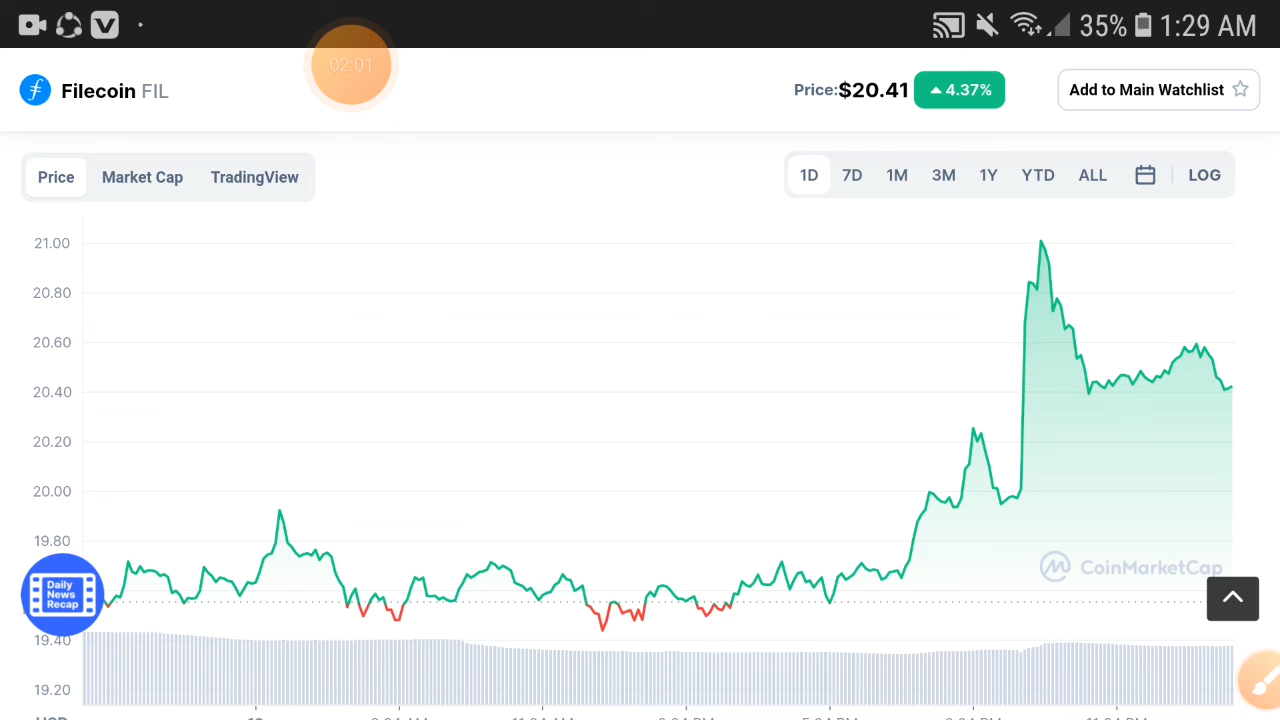 35% 1:29 AM
02:01
Filecoin FIL
Price: $20.41 4.37%
Add to Main Watchlist
Price Market Cap TradingView
1D 7D 1M 3M 1Y YTD ALL LOG
21.00
20.80
20.60
20.40
20.20
20.00
19.80
CoinMarketCap
Daily
News
Recap
19.40
19.20